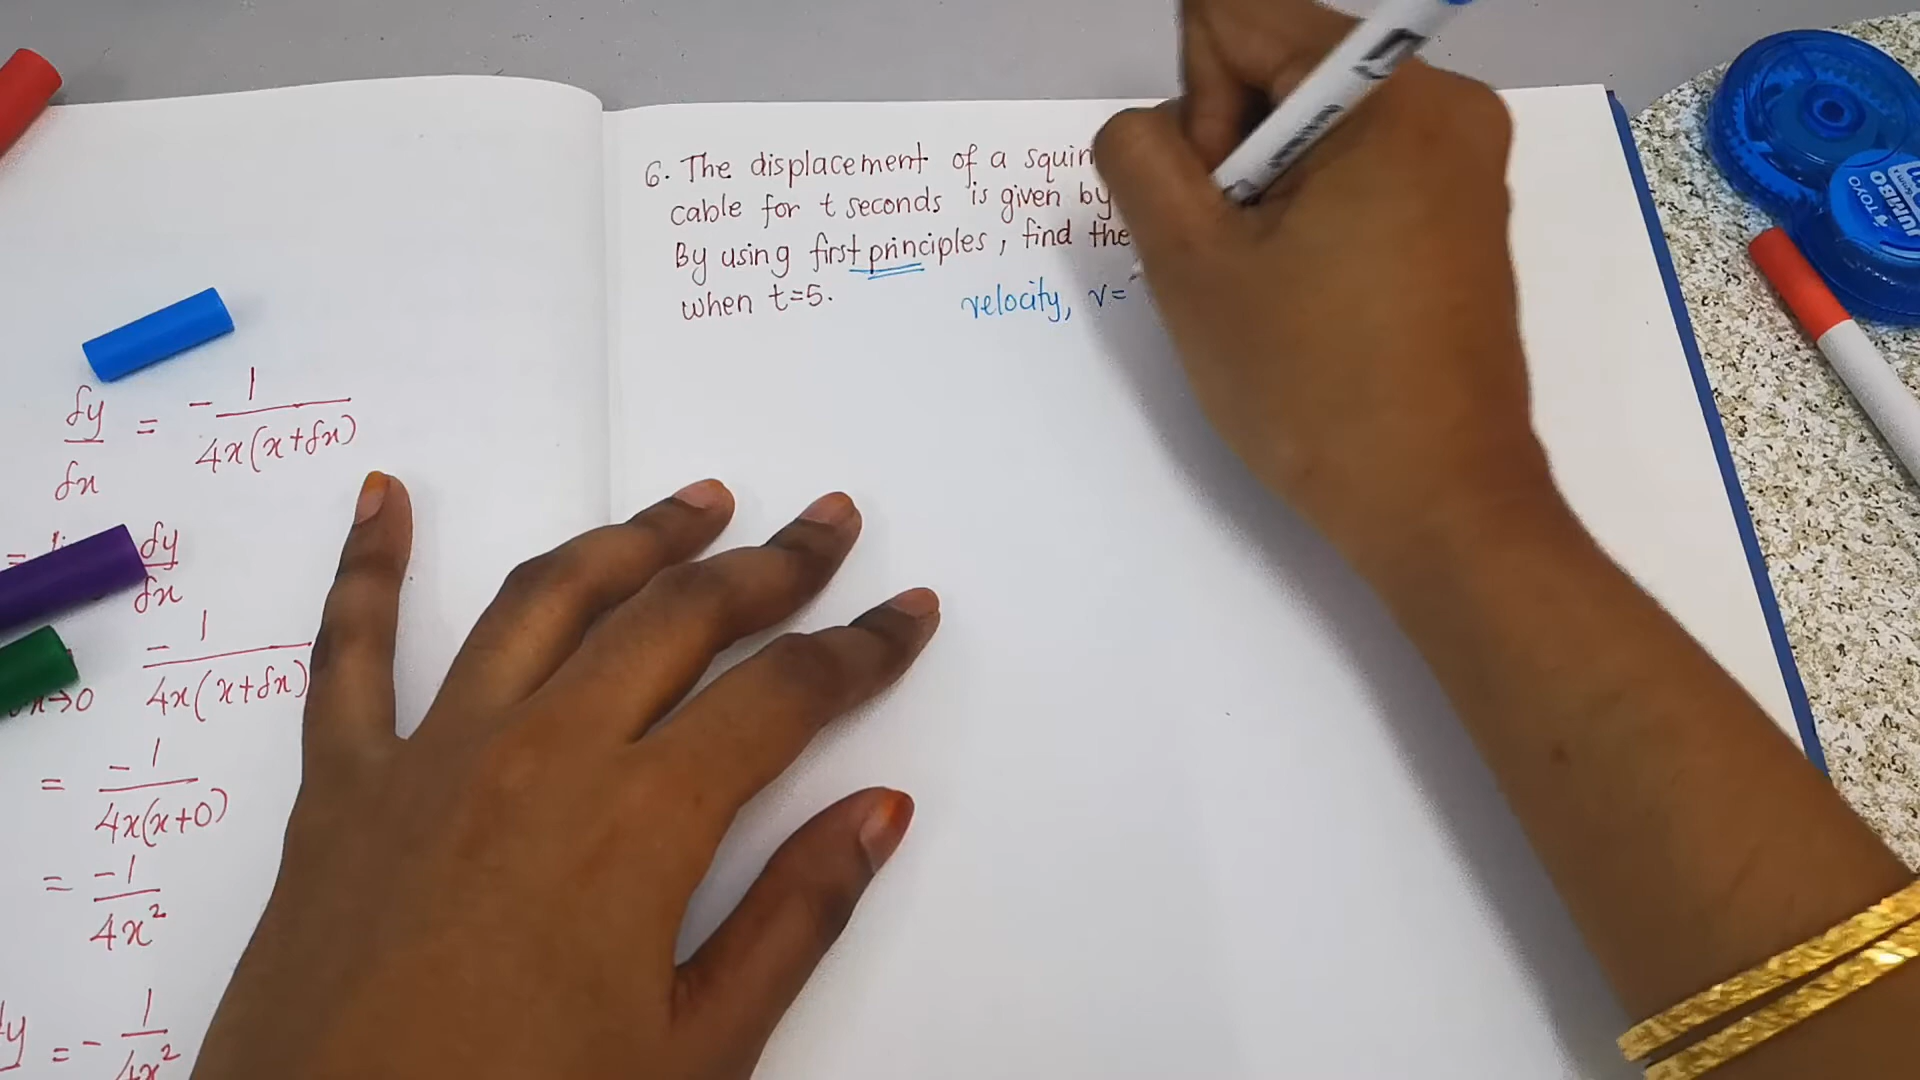 δy/δx = - 1/4x(x+δx)
δy/δx
- 1/4x(x+δx)
= -1/4x(x+0)
= -1/4x²
= - 1/4x²
6. The displacement of a
cable for t seconds is given by
By using first principles, find the
when t=5.
velocity, v=
TOYO
JUMBO